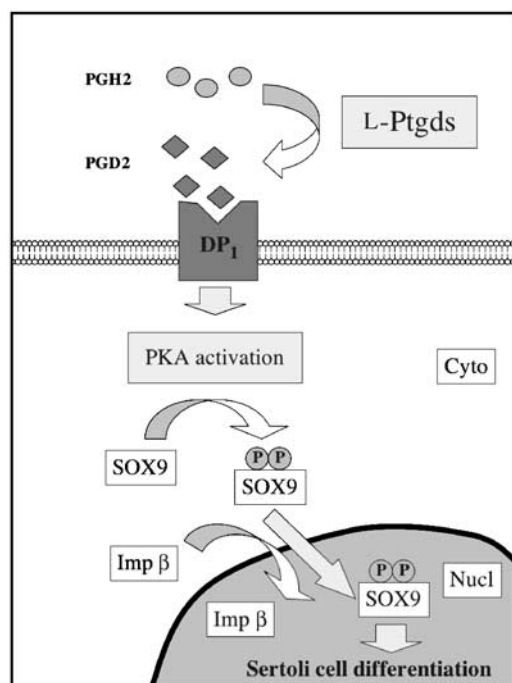 PGH2
L-Ptgds
PGD2
DP1
PKA activation
Cyto
SOX9
P P
SOX9
Imp β
P P
Nucl
SOX9
Imp β
Sertoli cell differentiation